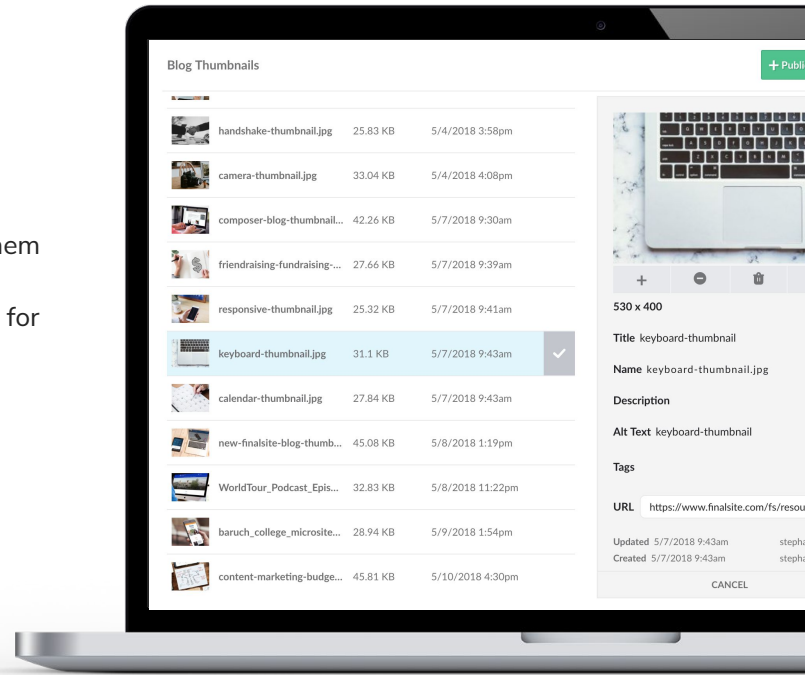 hem
for
Blog Thumbnails
+ Public
handshake-thumbnail.jpg 25.83 KB 5/4/2018 3:58pm
camera-thumbnail.jpg 33.04 KB 5/4/2018 4:08pm
composer-blog-thumbnail... 42.26 KB 5/7/2018 9:30am
friendraising-fundraising-... 27.66 KB 5/7/2018 9:39am
responsive-thumbnail.jpg 25.32 KB 5/7/2018 9:41am
keyboard-thumbnail.jpg 31.1 KB 5/7/2018 9:43am
calendar-thumbnail.jpg 27.84 KB 5/7/2018 9:43am
new-finalsite-blog-thumb... 45.08 KB 5/8/2018 1:19pm
WorldTour_Podcast_Epis... 32.83 KB 5/8/2018 11:22pm
baruch_college_microsite... 28.94 KB 5/9/2018 1:54pm
content-marketing-budge... 45.81 KB 5/10/2018 4:30pm
530 x 400
Title keyboard-thumbnail
Name keyboard-thumbnail.jpg
Description
Alt Text keyboard-thumbnail
Tags
URL https://www.finalsite.com/fs/resou
Updated 5/7/2018 9:43am stepha
Created 5/7/2018 9:43am stepha
CANCEL